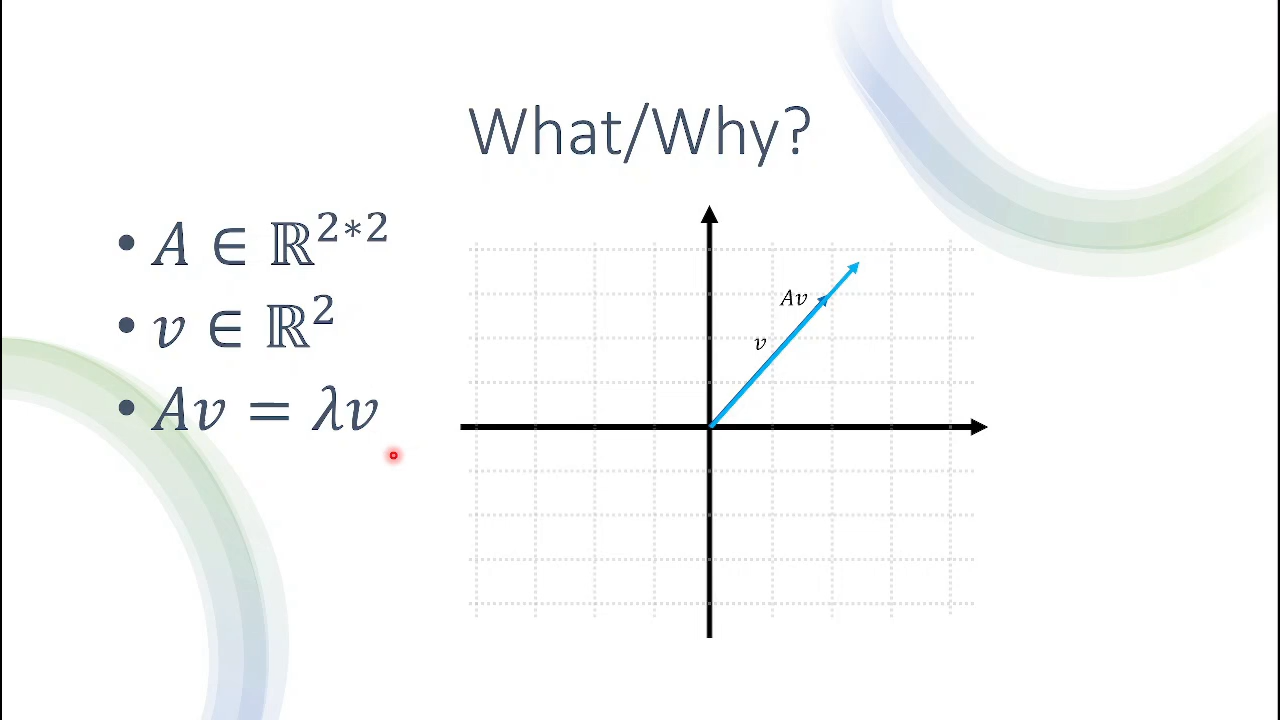 What/Why?
• 𝐴 ∈ ℝ^{2*2}
• 𝑣 ∈ ℝ^{2}
• 𝐴𝑣 = 𝜆𝑣
𝐴𝑣
𝑣